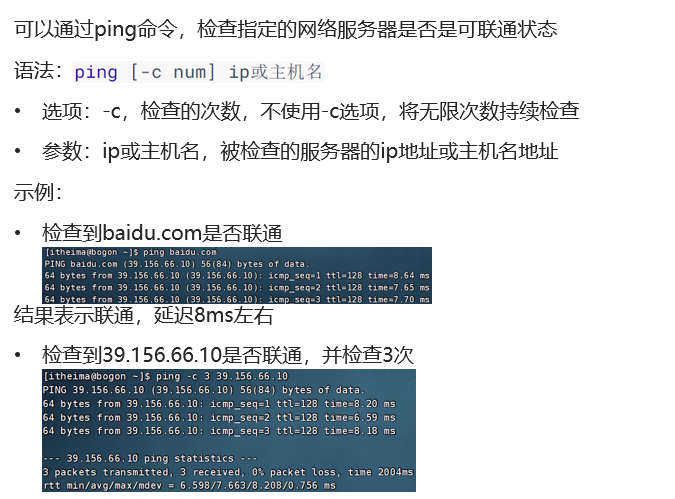 可以通过ping命令，检查指定的网络服务器是否是可联通状态
语法：ping [-c num] ip或主机名
• 选项：-c，检查的次数，不使用-c选项，将无限次数持续检查
• 参数：ip或主机名，被检查的服务器的ip地址或主机名地址
示例：
• 检查到baidu.com是否联通
[itheima@bogon ~]$ ping baidu.com
PING baidu.com (39.156.66.10) 56(84) bytes of data.
64 bytes from 39.156.66.10 (39.156.66.10): icmp_seq=1 ttl=128 time=8.64 ms
64 bytes from 39.156.66.10 (39.156.66.10): icmp_seq=2 ttl=128 time=7.65 ms
64 bytes from 39.156.66.10 (39.156.66.10): icmp_seq=3 ttl=128 time=7.70 ms
结果表示联通，延迟8ms左右
• 检查到39.156.66.10是否联通，并检查3次
[itheima@bogon ~]$ ping -c 3 39.156.66.10
PING 39.156.66.10 (39.156.66.10) 56(84) bytes of data.
64 bytes from 39.156.66.10: icmp_seq=1 ttl=128 time=8.20 ms
64 bytes from 39.156.66.10: icmp_seq=2 ttl=128 time=6.59 ms
64 bytes from 39.156.66.10: icmp_seq=3 ttl=128 time=8.18 ms
--- 39.156.66.10 ping statistics ---
3 packets transmitted, 3 received, 0% packet loss, time 2004ms
rtt min/avg/max/mdev = 6.598/7.663/8.208/0.756 ms